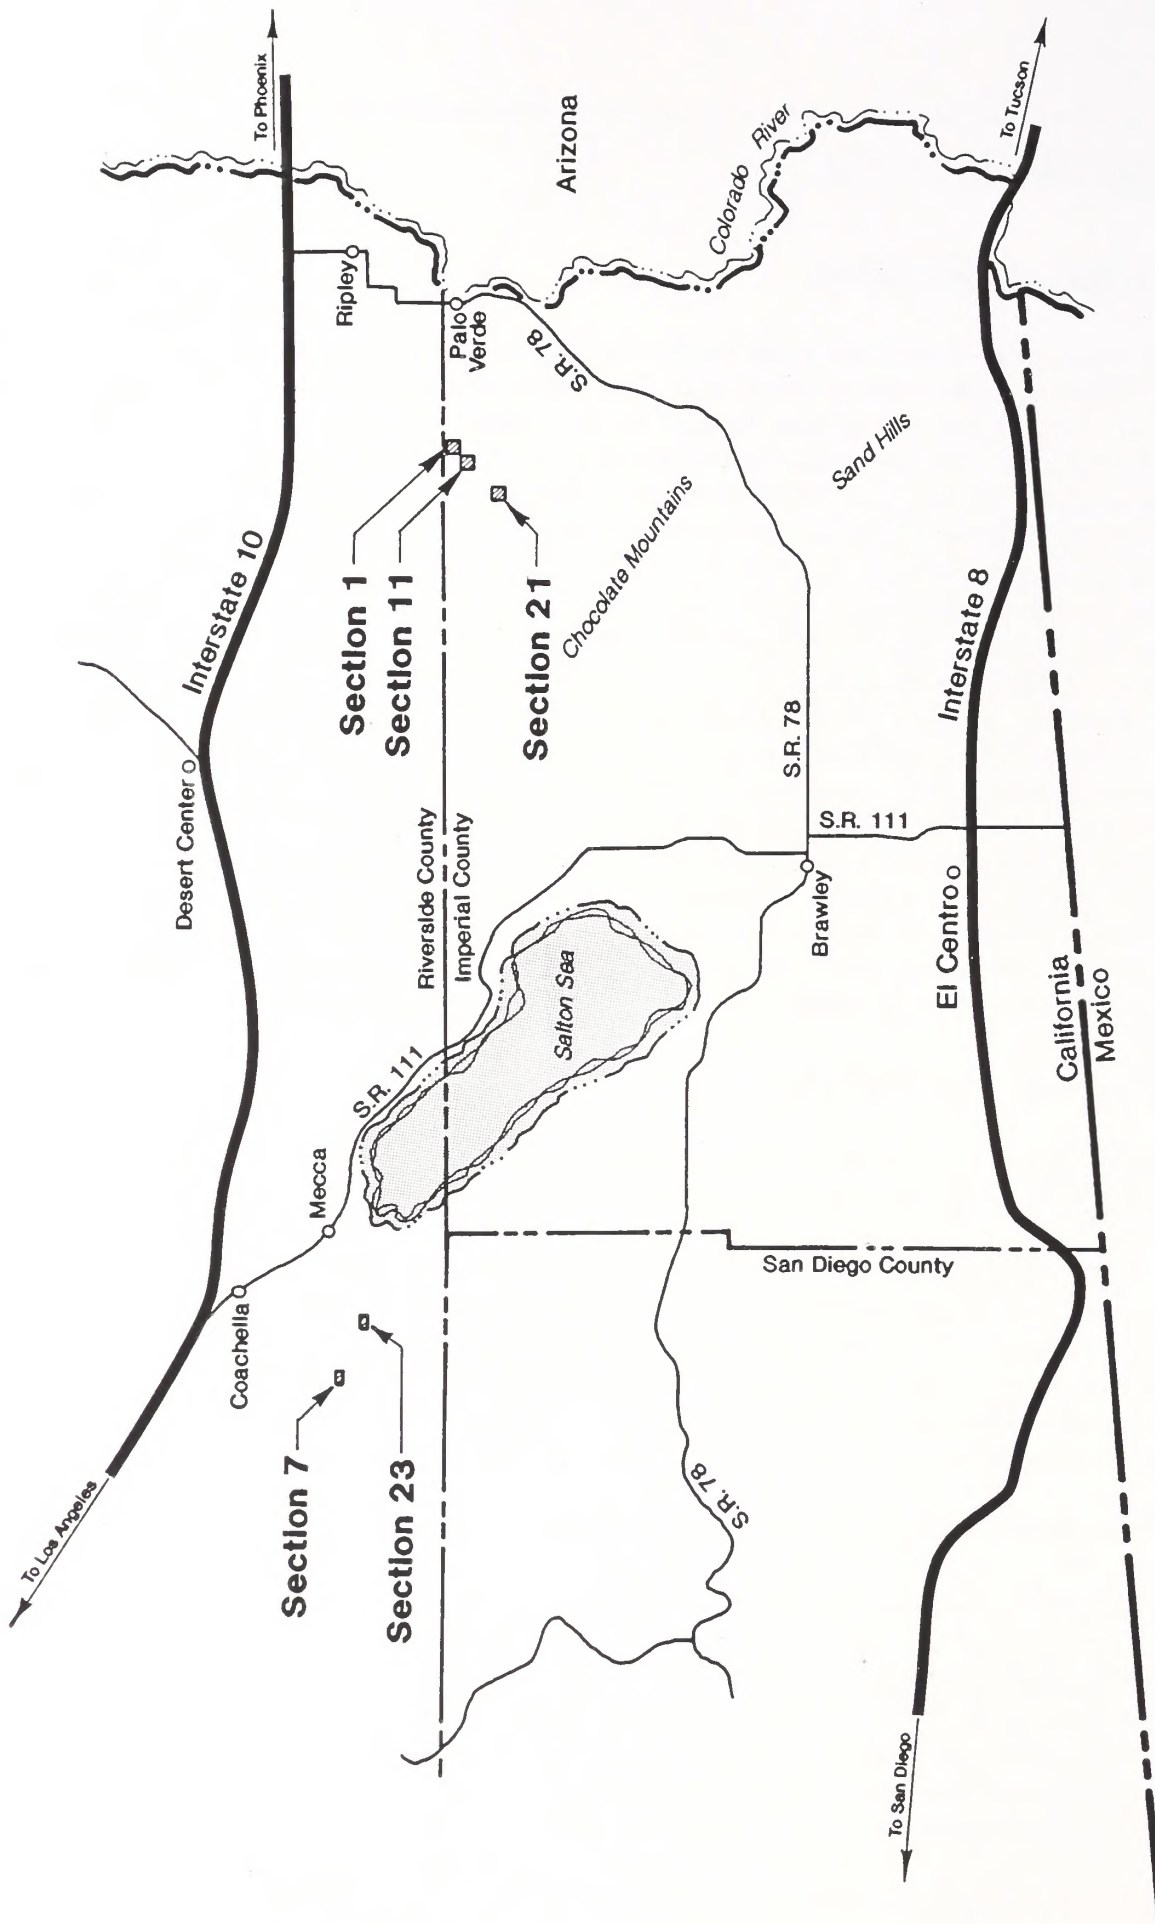 To Los Angeles
To Phoenix
Interstate 10
Desert Center
Coachella
Mecca
Ripley
Section 7
Section 23
Section 1
Section 11
Section 21
S.R. 111
Riverside County
Imperial County
Palo
Verde
S.R. 78
Arizona
Salton Sea
Chocolate Mountains
Colorado River
Sand Hills
S.R. 78
S.R. 78
Brawley
S.R. 111
San Diego County
El Centro
Interstate 8
To San Diego
To Tucson
California
Mexico